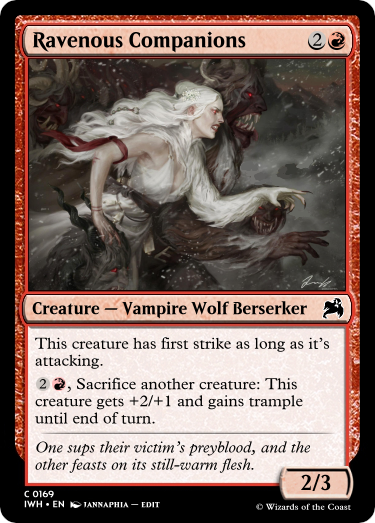 Ravenous Companions 2
Creature — Vampire Wolf Berserker
This creature has first strike as long as it's
attacking.
2, Sacrifice another creature: This
creature gets +2/+1 and gains trample
until end of turn.
One sups their victim's preyblood, and the
other feasts on its still-warm flesh.
2/3
C 0169
IWH • EN JANNAPHIA — EDIT
© Wizards of the Coast